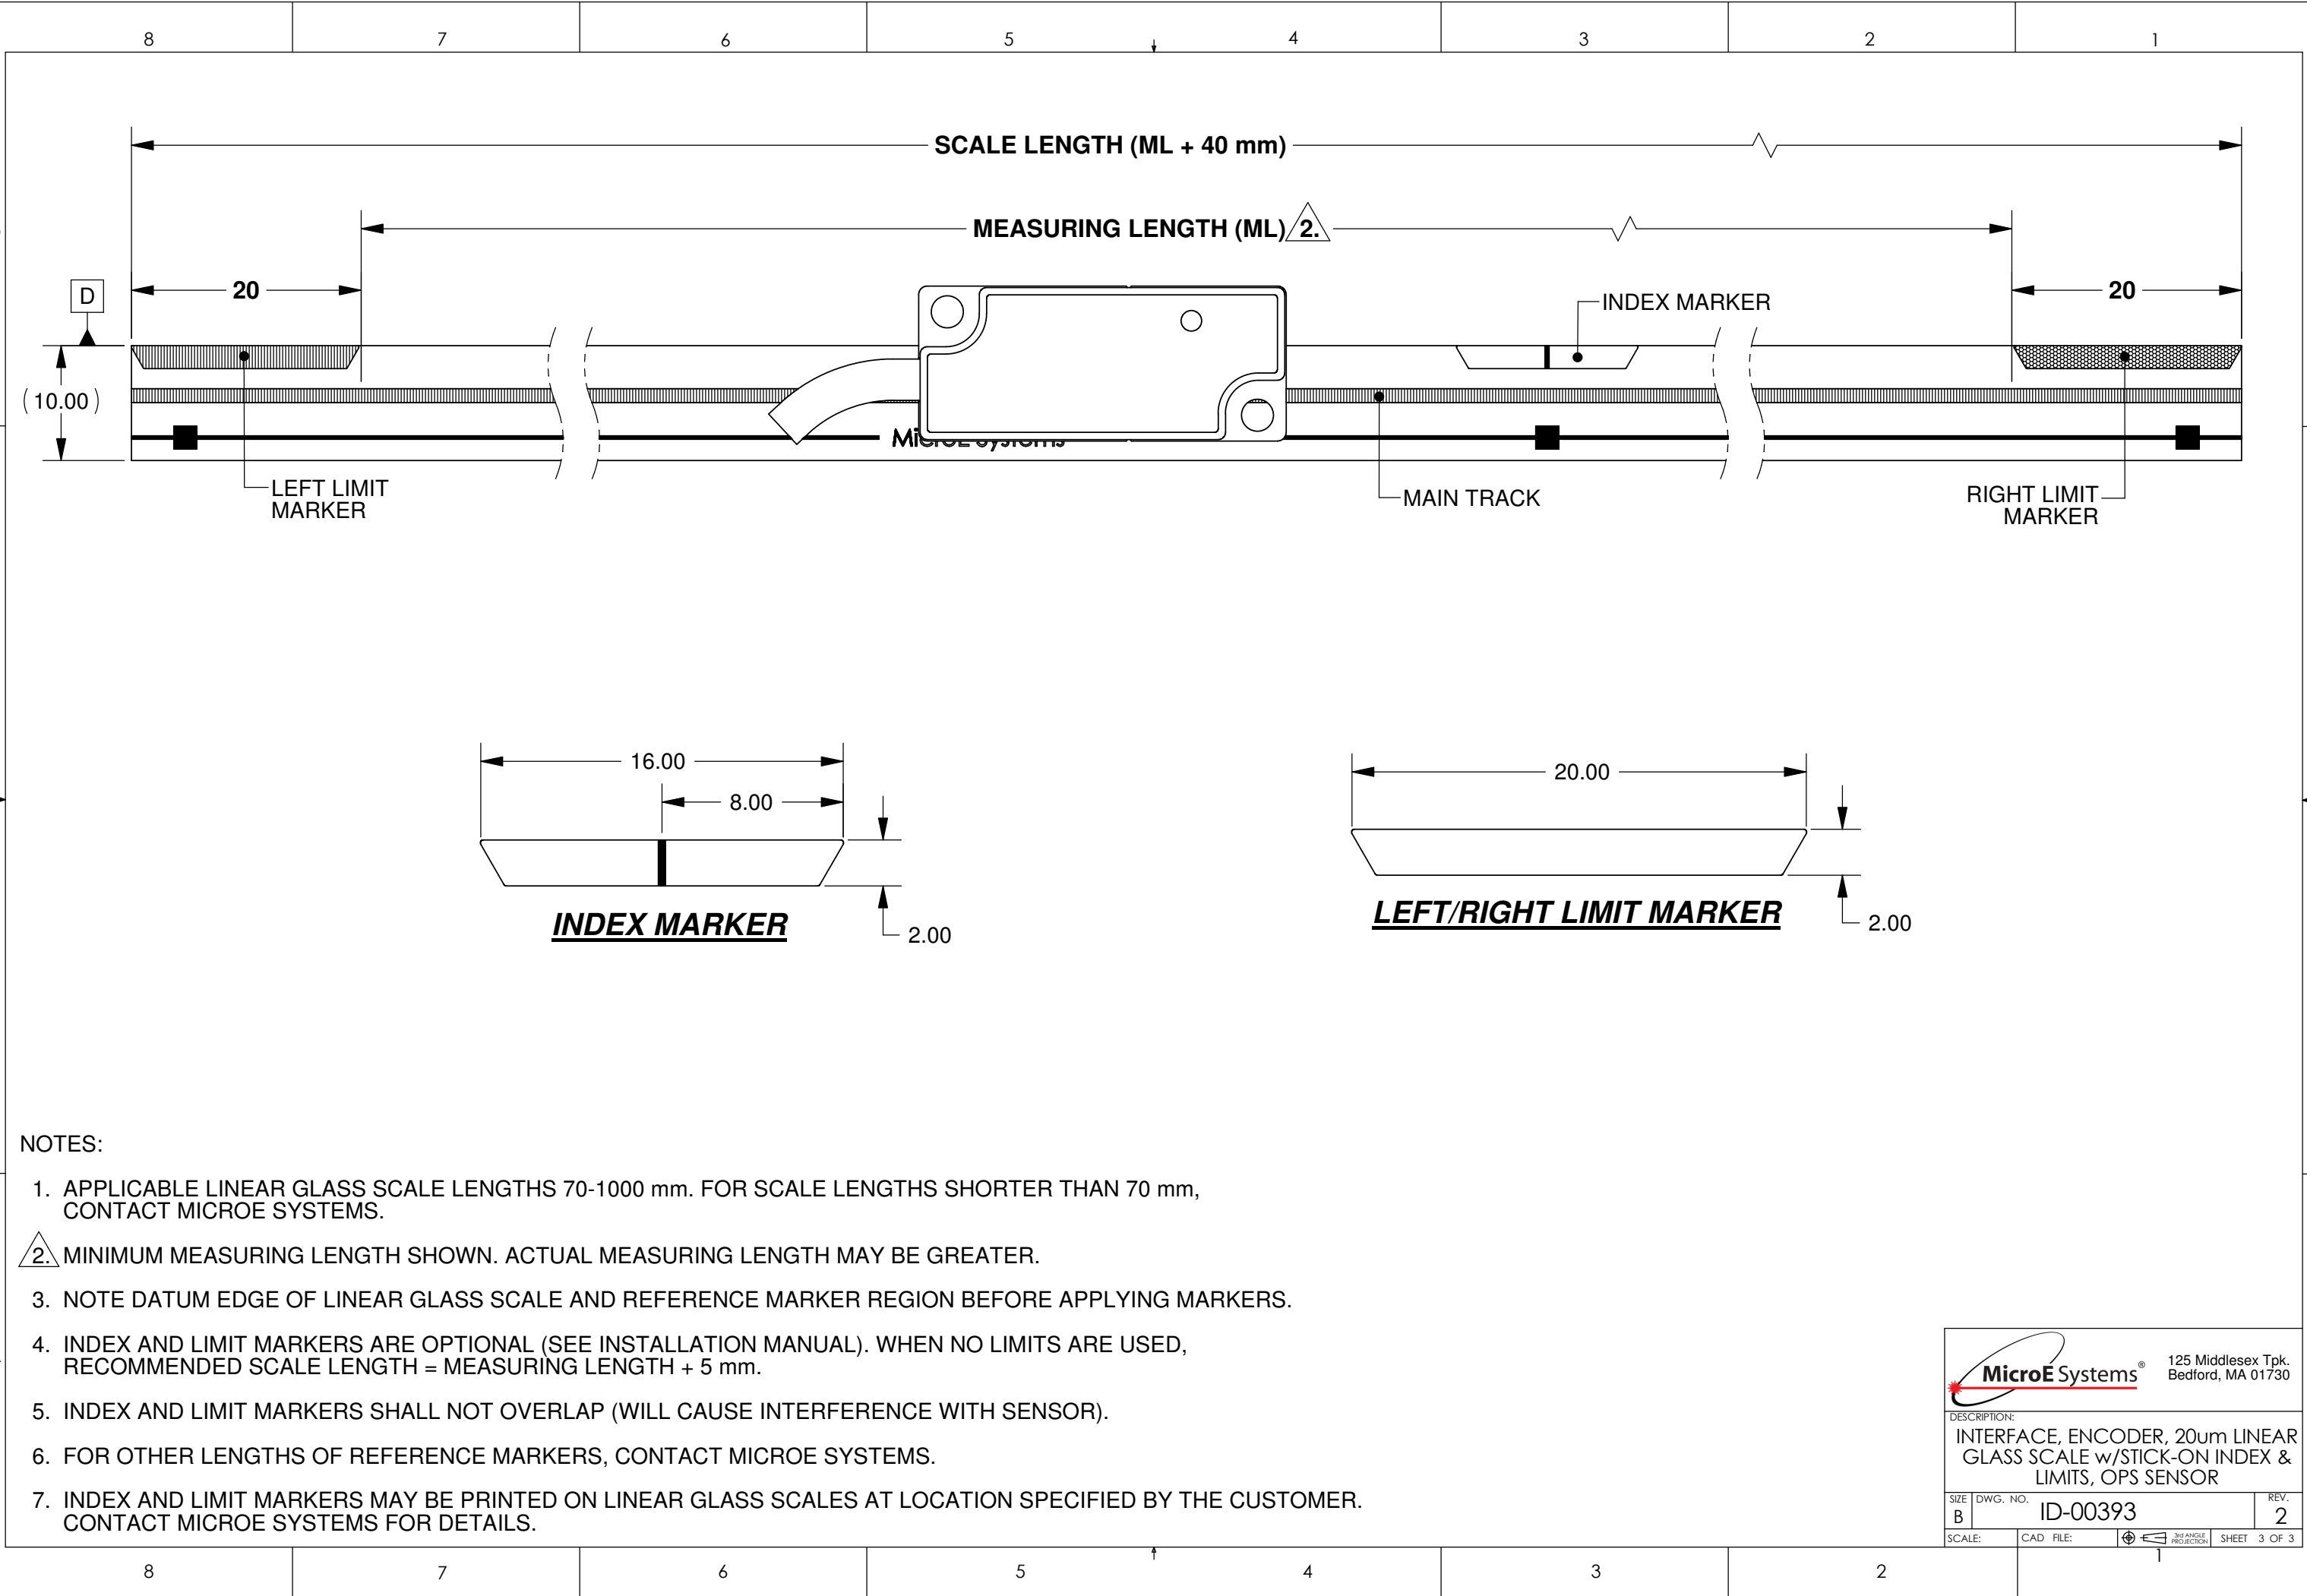 8 7 6 5 4 3 2 1
SCALE LENGTH (ML + 40 mm)
MEASURING LENGTH (ML) 2.
D
20
20
INDEX MARKER
(10.00)
MicroE Systems
LEFT LIMIT
MARKER
MAIN TRACK
RIGHT LIMIT
MARKER
16.00
8.00
2.00
INDEX MARKER
20.00
2.00
LEFT/RIGHT LIMIT MARKER
NOTES:
1. APPLICABLE LINEAR GLASS SCALE LENGTHS 70-1000 mm. FOR SCALE LENGTHS SHORTER THAN 70 mm,
CONTACT MICROE SYSTEMS.
2. MINIMUM MEASURING LENGTH SHOWN. ACTUAL MEASURING LENGTH MAY BE GREATER.
3. NOTE DATUM EDGE OF LINEAR GLASS SCALE AND REFERENCE MARKER REGION BEFORE APPLYING MARKERS.
4. INDEX AND LIMIT MARKERS ARE OPTIONAL (SEE INSTALLATION MANUAL). WHEN NO LIMITS ARE USED,
RECOMMENDED SCALE LENGTH = MEASURING LENGTH + 5 mm.
5. INDEX AND LIMIT MARKERS SHALL NOT OVERLAP (WILL CAUSE INTERFERENCE WITH SENSOR).
6. FOR OTHER LENGTHS OF REFERENCE MARKERS, CONTACT MICROE SYSTEMS.
7. INDEX AND LIMIT MARKERS MAY BE PRINTED ON LINEAR GLASS SCALES AT LOCATION SPECIFIED BY THE CUSTOMER.
CONTACT MICROE SYSTEMS FOR DETAILS.
MicroE Systems®
125 Middlesex Tpk.
Bedford, MA 01730
DESCRIPTION:
INTERFACE, ENCODER, 20um LINEAR
GLASS SCALE w/STICK-ON INDEX &
LIMITS, OPS SENSOR
SIZE
B
DWG. NO.
ID-00393
REV.
2
SCALE:
CAD FILE:
3rd ANGLE
PROJECTION
SHEET 3 OF 3
8 7 6 5 4 3 2 1